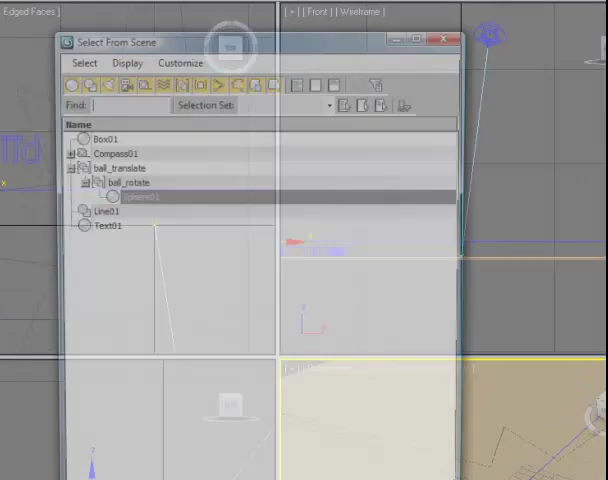 Edged Faces ]
[ + ] Front [ Wireframe ]
Select From Scene
Select Display Customize
Find: Selection Set:
Name
Box01
Compass01
ball_translate
ball_rotate
Sphere01
Line01
Text01
x
z
z